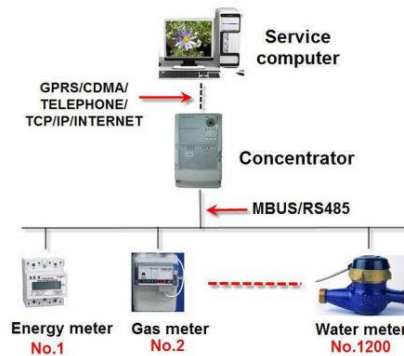 Service
computer
GPRS/CDMA/
TELEPHONE/
TCP/IP/INTERNET
Concentrator
MBUS/RS485
Energy meter
No.1
Gas meter
No.2
Water meter
No.1200